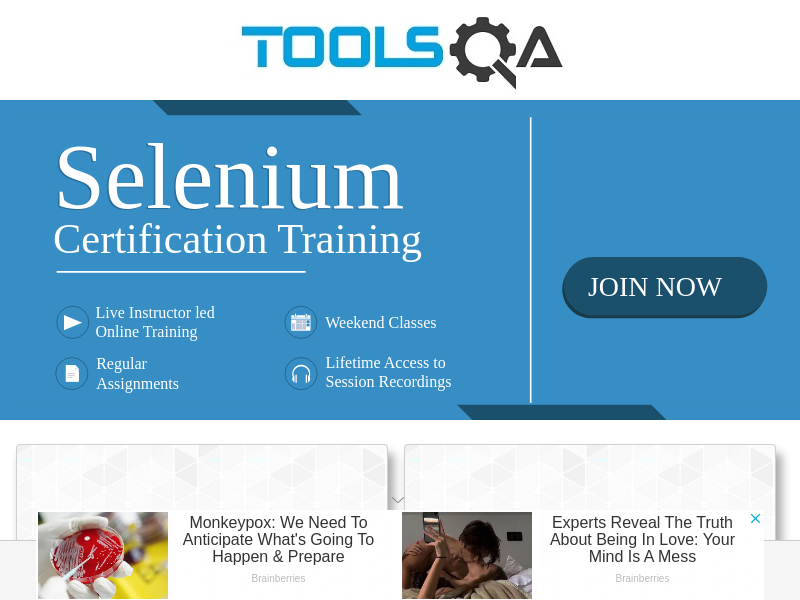 TOOLSQA
Selenium
Certification Training
JOIN NOW
Live Instructor led
Online Training
Weekend Classes
Regular
Assignments
Lifetime Access to
Session Recordings
Monkeypox: We Need To
Anticipate What's Going To
Happen & Prepare
Brainberries
Experts Reveal The Truth
About Being In Love: Your
Mind Is A Mess
Brainberries